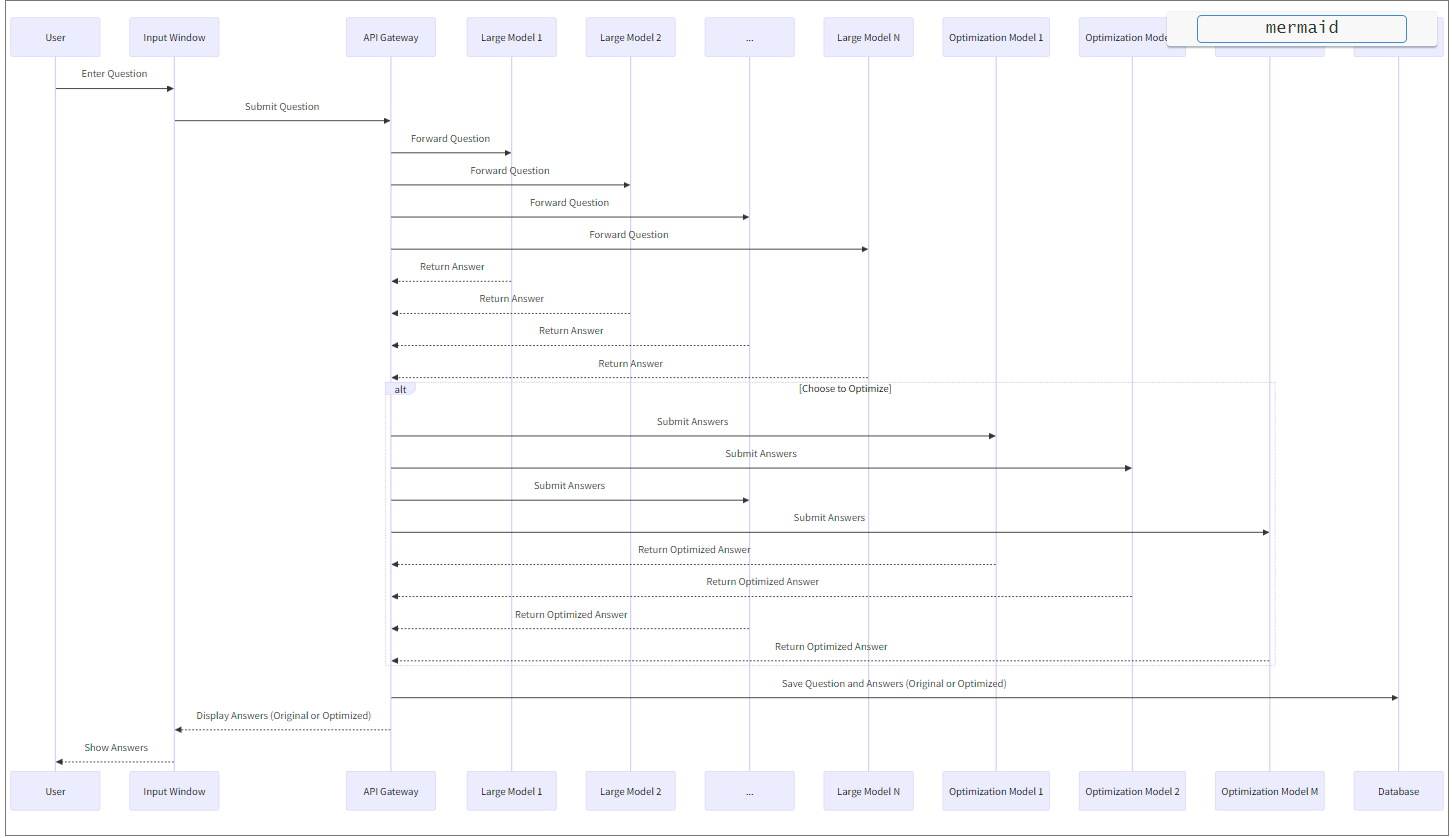 User
Input Window
API Gateway
Large Model 1
Large Model 2
...
Large Model N
Optimization Model 1
Optimization Mode
mermaid
Enter Question
Submit Question
Forward Question
Forward Question
Forward Question
Forward Question
Return Answer
Return Answer
Return Answer
Return Answer
alt
[Choose to Optimize]
Submit Answers
Submit Answers
Submit Answers
Submit Answers
Return Optimized Answer
Return Optimized Answer
Return Optimized Answer
Return Optimized Answer
Save Question and Answers (Original or Optimized)
Display Answers (Original or Optimized)
Show Answers
User
Input Window
API Gateway
Large Model 1
Large Model 2
...
Large Model N
Optimization Model 1
Optimization Model 2
Optimization Model M
Database